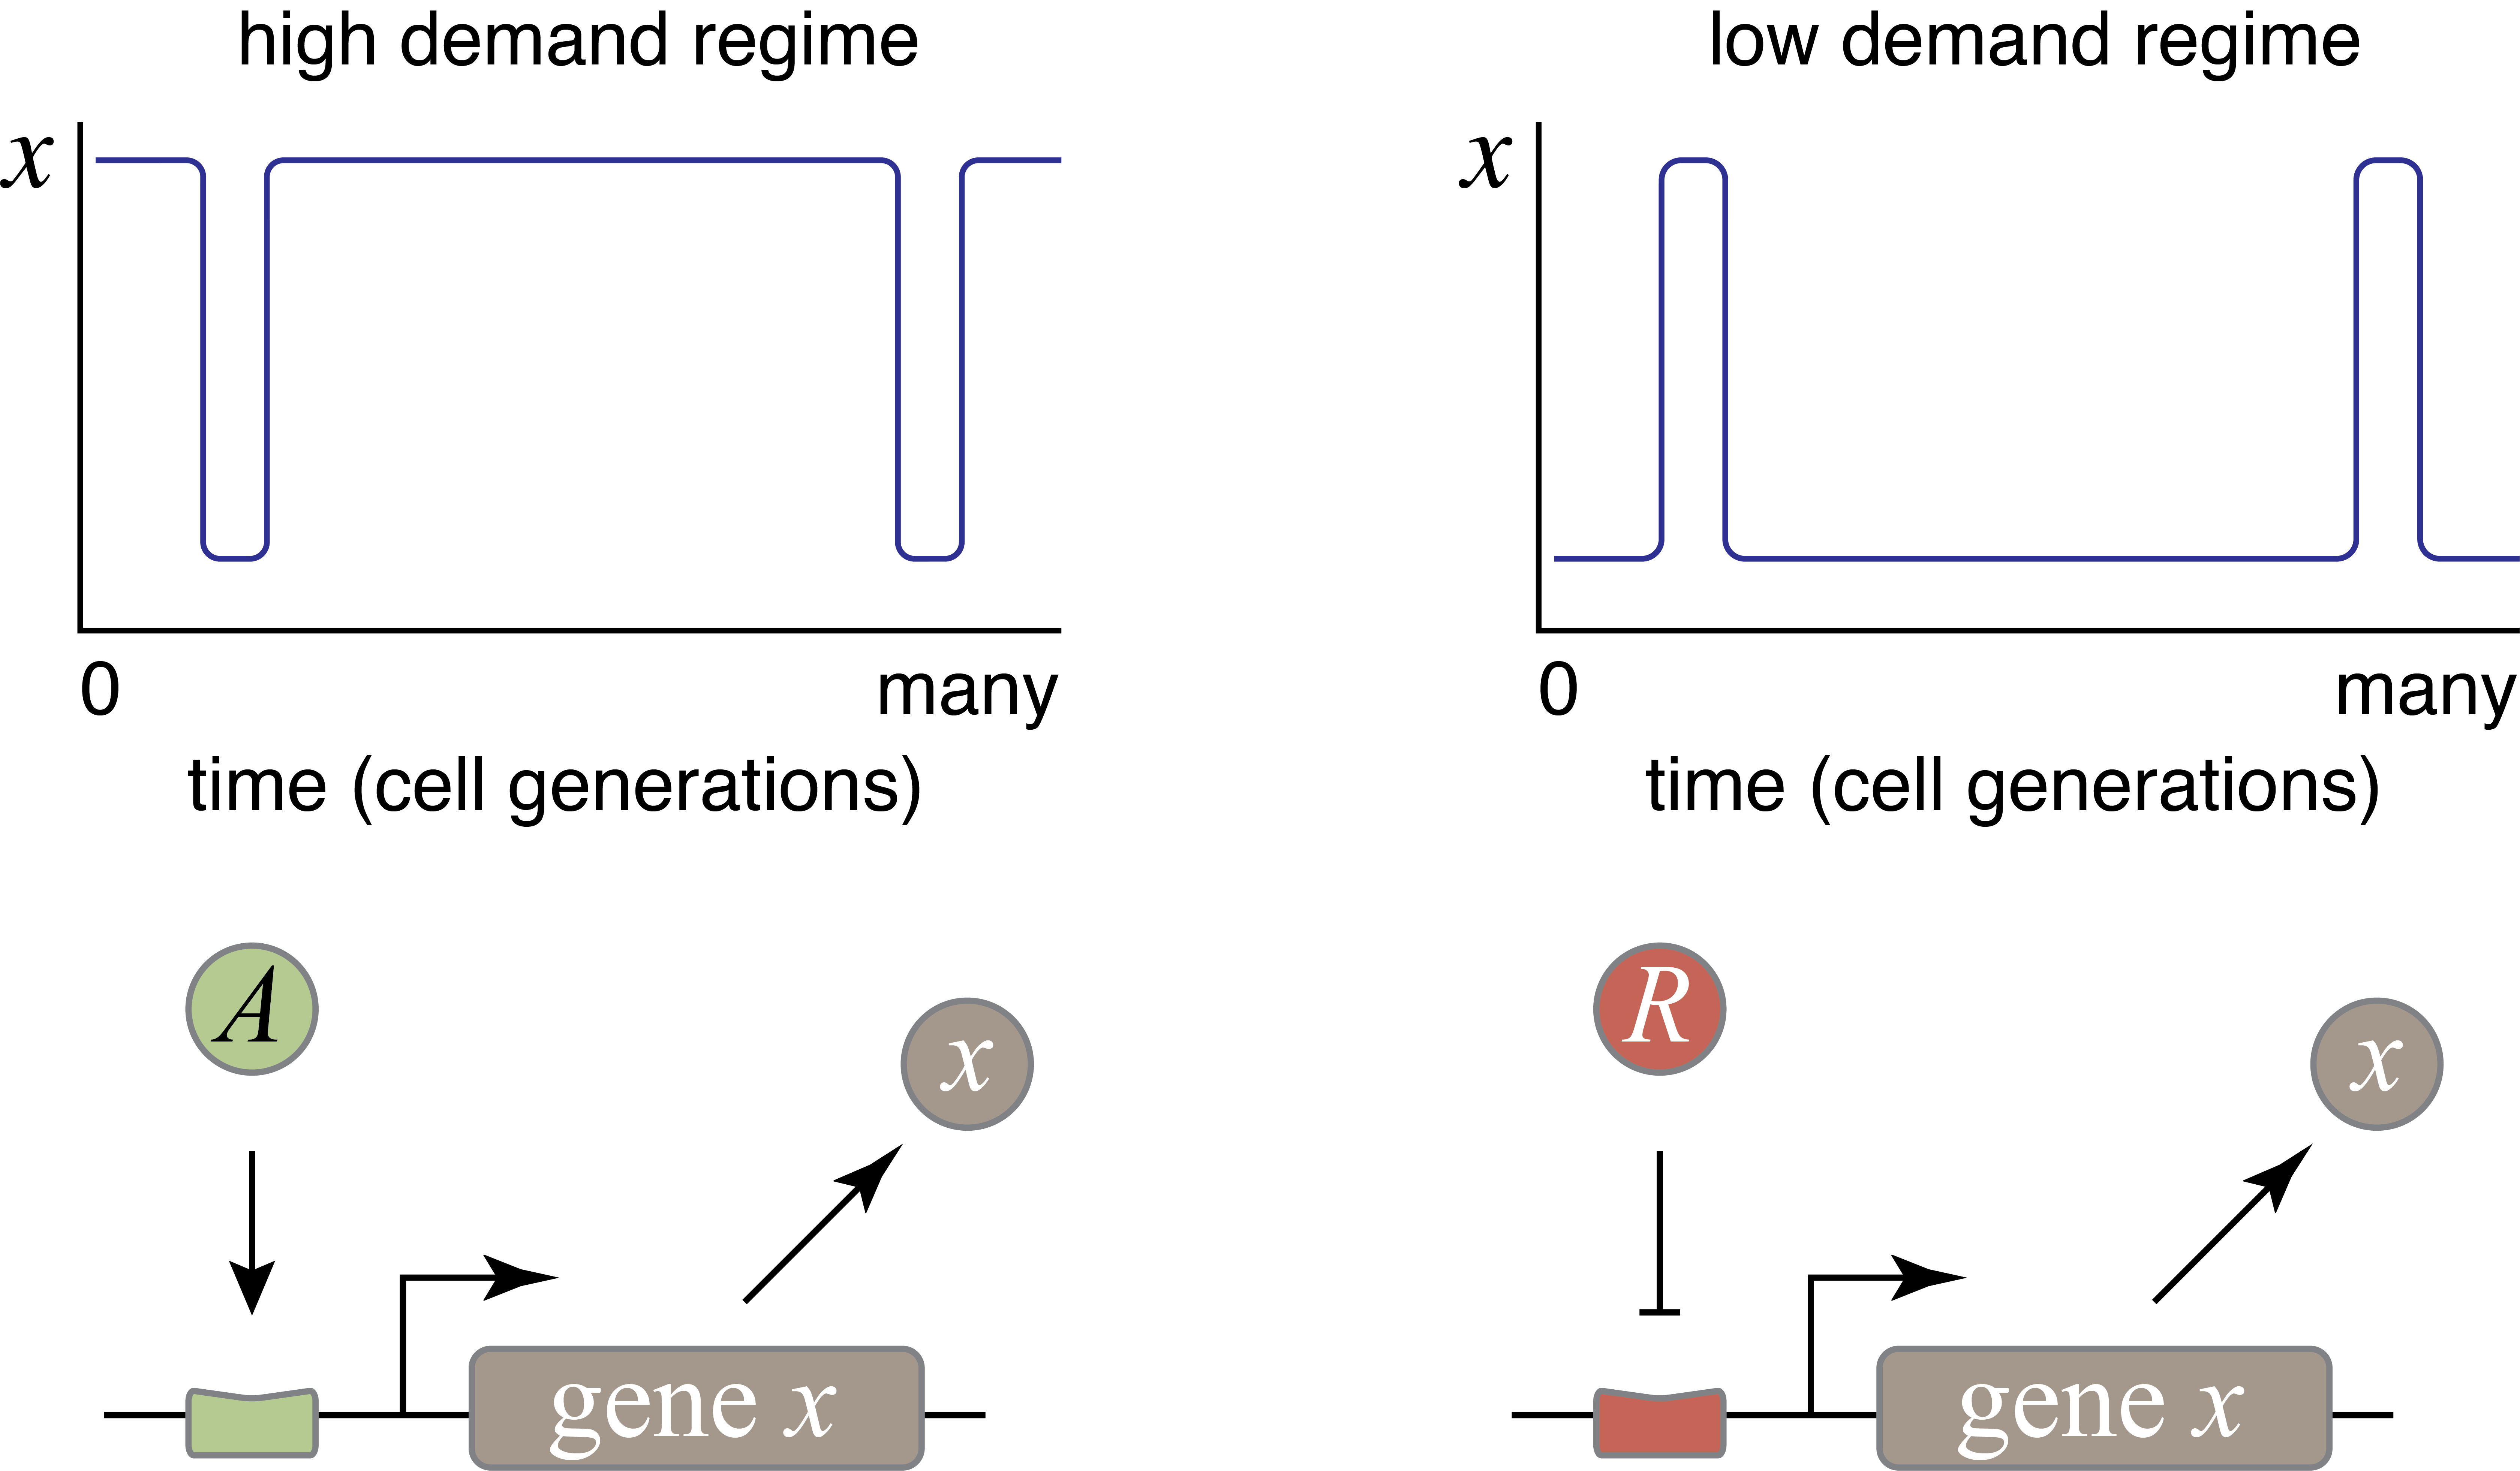 high demand regime
x
0 many
time (cell generations)
A
x
gene x
low demand regime
x
0 many
time (cell generations)
R
x
gene x